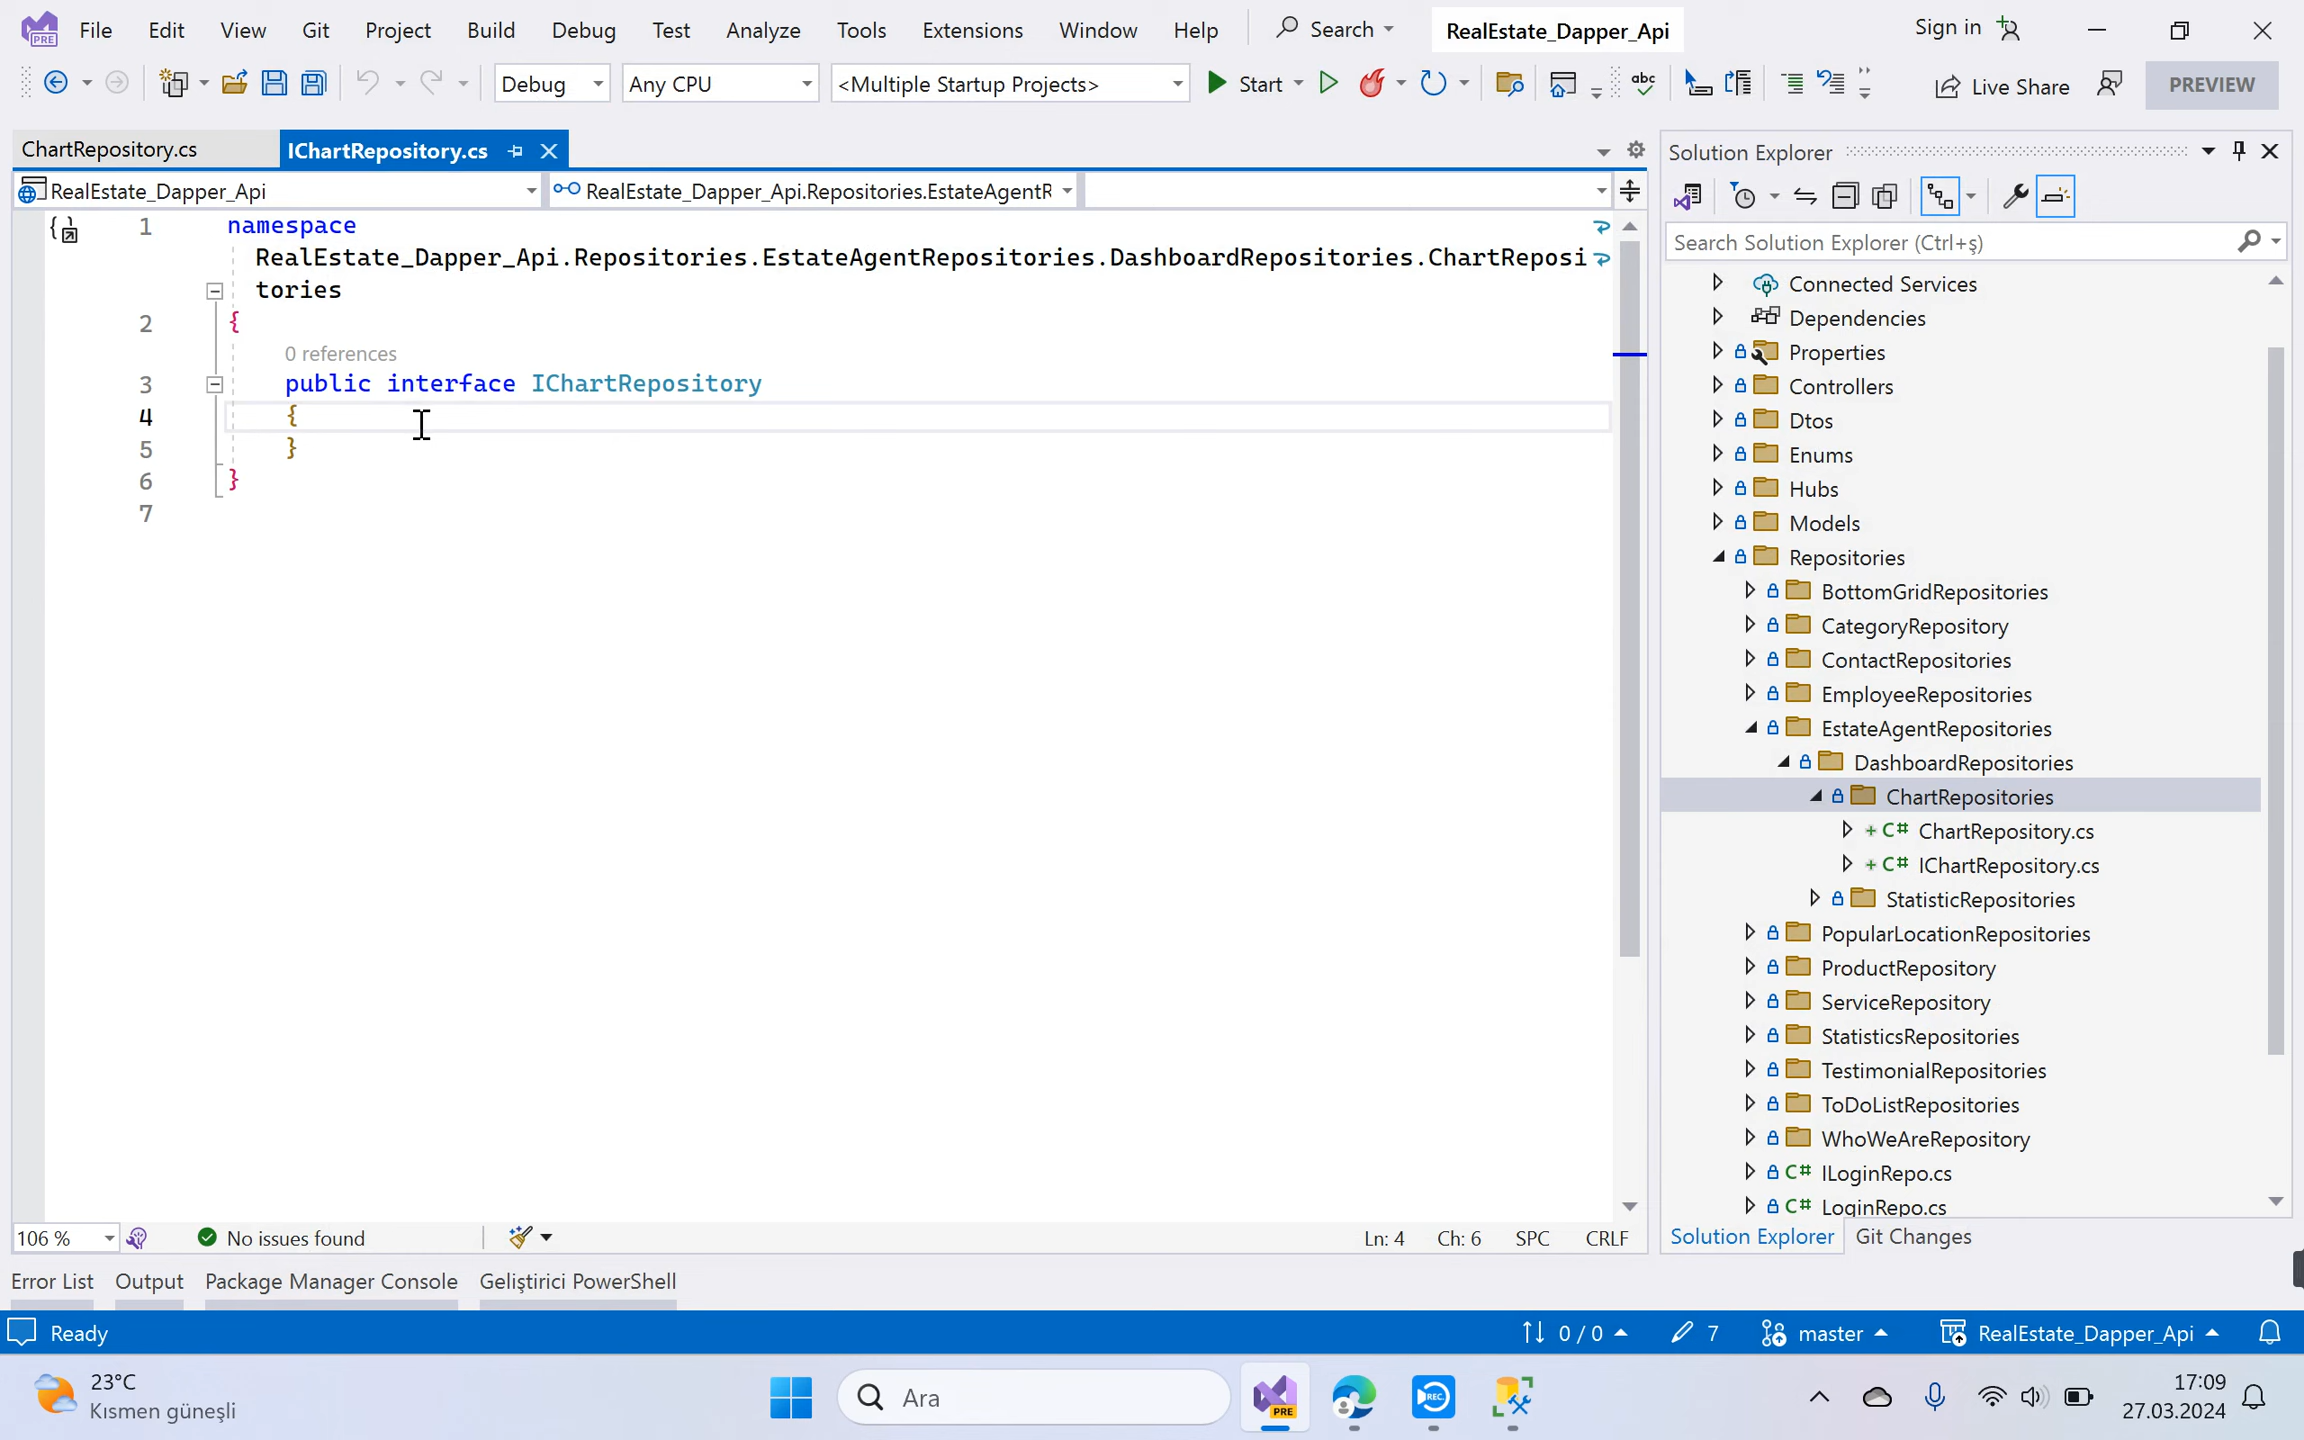 File Edit View Git Project Build Debug Test Analyze Tools Extensions Window Help Search RealEstate_Dapper_Api Sign in
PRE
Debug Any CPU <Multiple Startup Projects> Start abc Live Share PREVIEW
ChartRepository.cs IChartRepository.cs
RealEstate_Dapper_Api RealEstate_Dapper_Api.Repositories.EstateAgentR
1 namespace
RealEstate_Dapper_Api.Repositories.EstateAgentRepositories.DashboardRepositories.ChartReposi
tories
2 {
0 references
3 public interface IChartRepository
4 {
5 }
6 }
7
Solution Explorer
Search Solution Explorer (Ctrl+ş)
Connected Services
Dependencies
Properties
Controllers
Dtos
Enums
Hubs
Models
Repositories
BottomGridRepositories
CategoryRepository
ContactRepositories
EmployeeRepositories
EstateAgentRepositories
DashboardRepositories
ChartRepositories
+ C# ChartRepository.cs
+ C# IChartRepository.cs
StatisticRepositories
PopularLocationRepositories
ProductRepository
ServiceRepository
StatisticsRepositories
TestimonialRepositories
ToDoListRepositories
WhoWeAreRepository
C# ILoginRepo.cs
C# LoginRepo.cs
106 % No issues found Ln: 4 Ch: 6 SPC CRLF
Solution Explorer Git Changes
Error List Output Package Manager Console Geliştirici PowerShell
Ready 0 / 0 7 master RealEstate_Dapper_Api
23°C
Kısmen güneşli
Ara
PRE
REC
17:09
27.03.2024